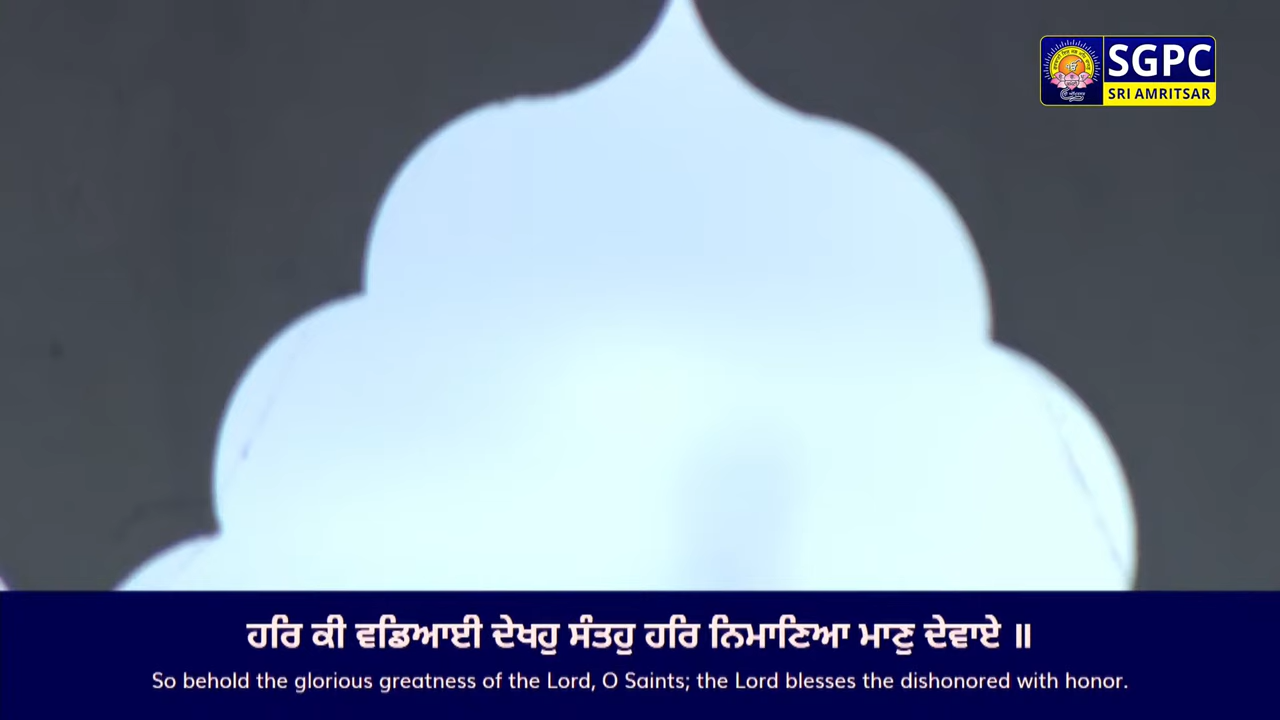 SGPC
SRI AMRITSAR
ਹਰਿ ਕੀ ਵਡਿਆਈ ਦੇਖਹੁ ਸੰਤਹੁ ਹਰਿ ਨਿਮਾਣਿਆ ਮਾਣੁ ਦੇਵਾਏ ॥
So behold the glorious greatness of the Lord, O Saints; the Lord blesses the dishonored with honor.